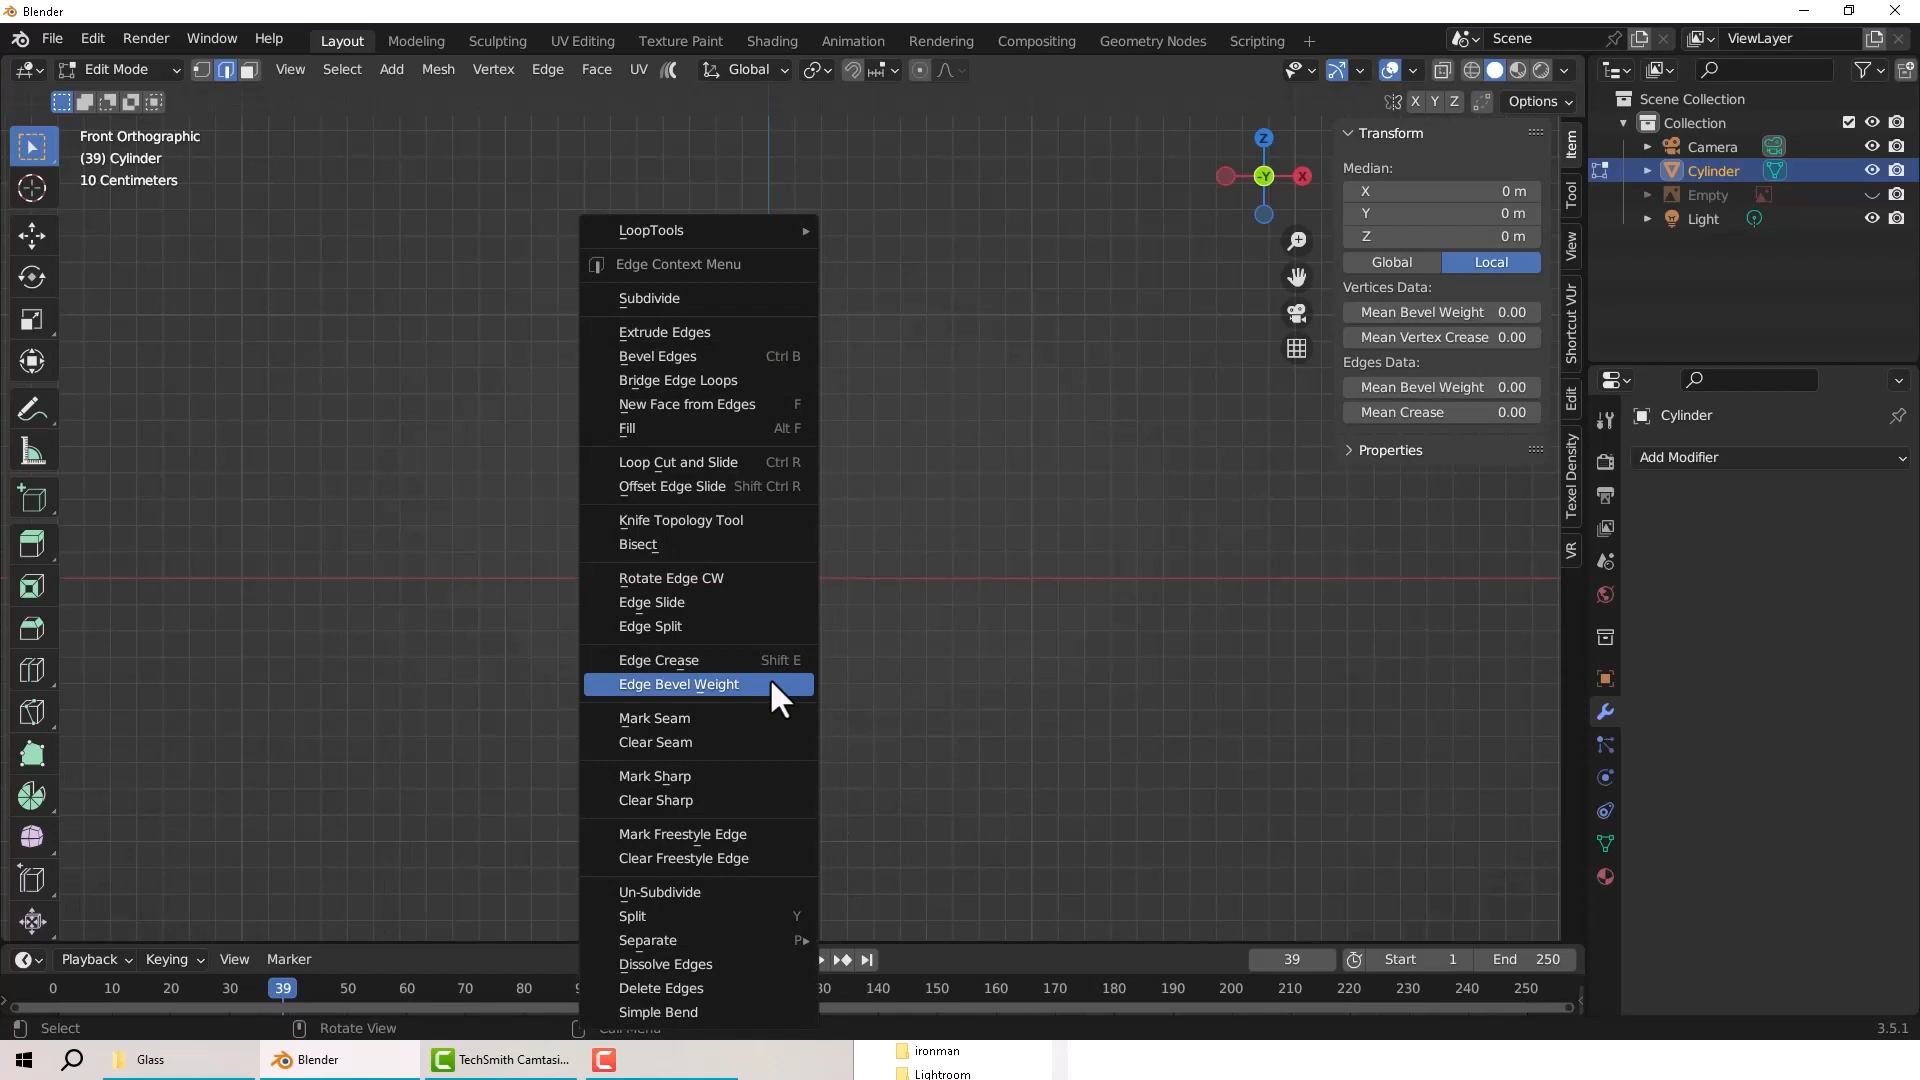 Blender
File Edit Render Window Help
Layout Modeling Sculpting UV Editing Texture Paint Shading Animation Rendering Compositing Geometry Nodes Scripting +
Scene
ViewLayer
Edit Mode View Select Add Mesh Vertex Edge Face UV Global
X Y Z Options
Front Orthographic
(39) Cylinder
10 Centimeters
Z
-Y
X
LoopTools
Edge Context Menu
Subdivide
Extrude Edges
Bevel Edges Ctrl B
Bridge Edge Loops
New Face from Edges F
Fill Alt F
Loop Cut and Slide Ctrl R
Offset Edge Slide Shift Ctrl R
Knife Topology Tool
Bisect
Rotate Edge CW
Edge Slide
Edge Split
Edge Crease Shift E
Edge Bevel Weight
Mark Seam
Clear Seam
Mark Sharp
Clear Sharp
Mark Freestyle Edge
Clear Freestyle Edge
Un-Subdivide
Split Y
Separate P
Dissolve Edges
Delete Edges
Simple Bend
Transform
Median:
X 0 m
Y 0 m
Z 0 m
Global Local
Vertices Data:
Mean Bevel Weight 0.00
Mean Vertex Crease 0.00
Edges Data:
Mean Bevel Weight 0.00
Mean Crease 0.00
Properties
Item
Tool
View
Shortcut VUr
Edit
Texel Density
VR
Scene Collection
Collection
Camera
Cylinder
Empty
Light
Cylinder
Add Modifier
Playback Keying View Marker
39 Start 1 End 250
0 10 20 30 39 50 60 70 80 140 150 160 170 180 190 200 210 220 230 240 250
Select Rotate View
3.5.1
Glass Blender TechSmith Camtasi...
ironman
Lightroom